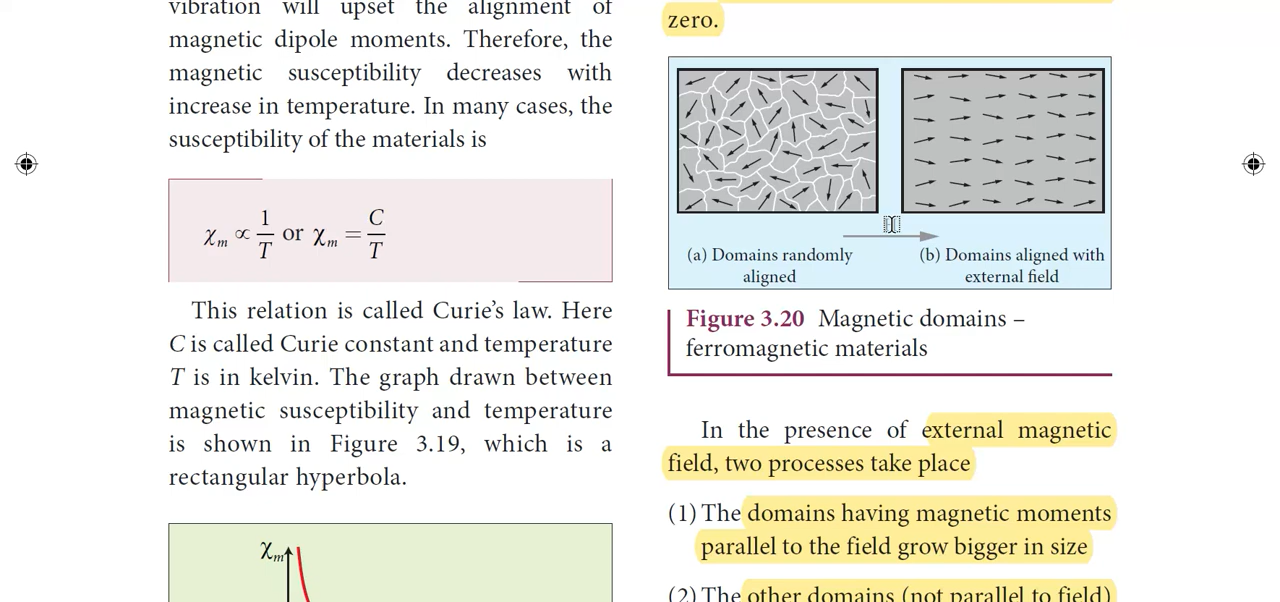 vibration will upset the alignment of
magnetic dipole moments. Therefore, the
magnetic susceptibility decreases with
increase in temperature. In many cases, the
susceptibility of the materials is
χm ∝ 1/T or χm = C/T
This relation is called Curie’s law. Here
C is called Curie constant and temperature
T is in kelvin. The graph drawn between
magnetic susceptibility and temperature
is shown in Figure 3.19, which is a
rectangular hyperbola.
χm
zero.
(a) Domains randomly
aligned
(b) Domains aligned with
external field
Figure 3.20 Magnetic domains –
ferromagnetic materials
In the presence of external magnetic
field, two processes take place
(1) The domains having magnetic moments
parallel to the field grow bigger in size
(2) The other domains (not parallel to field)